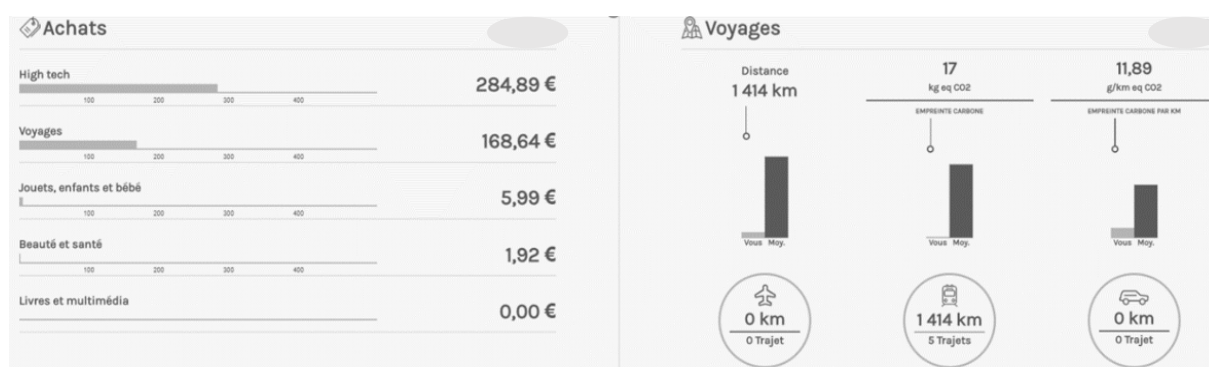 Achats
High tech
284,89 €
100 200 300 400
Voyages
168,64 €
100 200 300 400
Jouets, enfants et bébé
5,99 €
100 200 300 400
Beauté et santé
1,92 €
100 200 300 400
Livres et multimédia
0,00 €
Voyages
Distance
1 414 km
17
kg eq CO2
EMPREINTE CARBONE
11,89
g/km eq CO2
EMPREINTE CARBONE PAR KM
Vous Moy.
Vous Moy.
Vous Moy.
0 km
0 Trajet
1 414 km
5 Trajets
0 km
0 Trajet